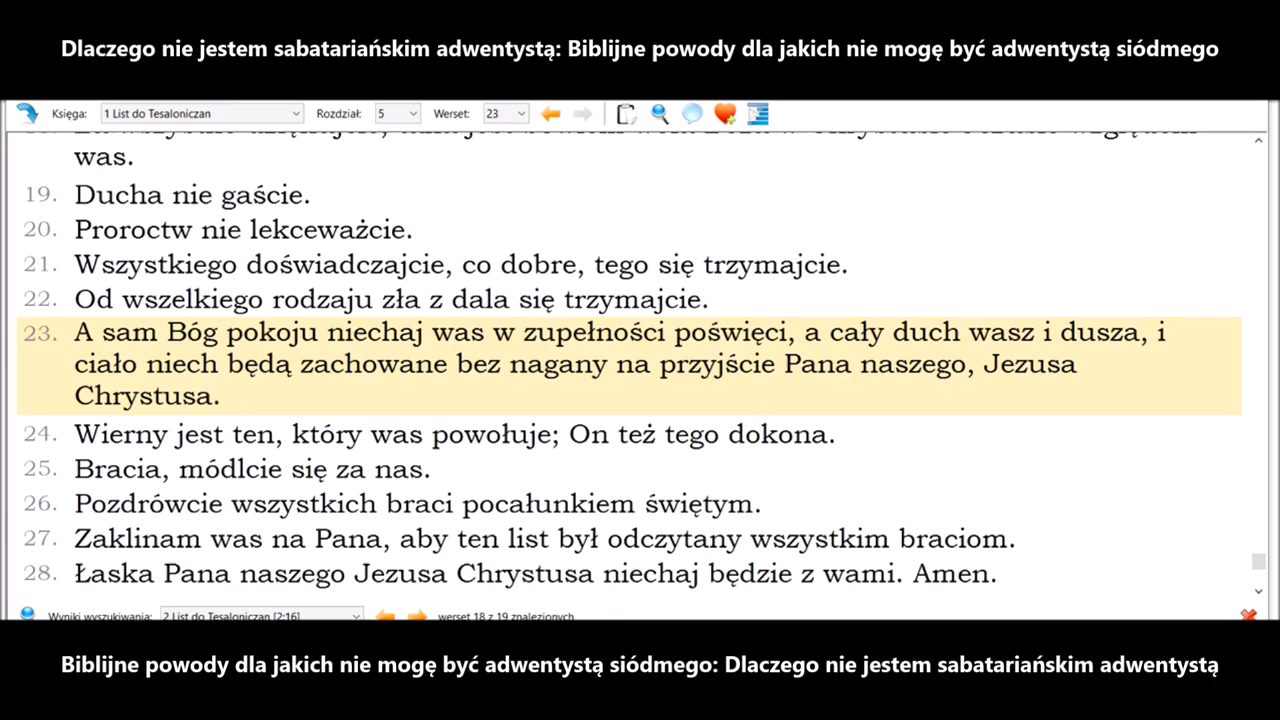 Dlaczego nie jestem sabatariańskim adwentystą: Biblijne powody dla jakich nie mogę być adwentystą siódmego
Księga: 1 List do Tesaloniczan Rozdział: 5 Werset: 23
was.
19. Ducha nie gaście.
20. Proroctw nie lekceważcie.
21. Wszystkiego doświadczajcie, co dobre, tego się trzymajcie.
22. Od wszelkiego rodzaju zła z dala się trzymajcie.
23. A sam Bóg pokoju niechaj was w zupełności poświęci, a cały duch wasz i dusza, i
ciało niech będą zachowane bez nagany na przyjście Pana naszego, Jezusa
Chrystusa.
24. Wierny jest ten, który was powołuje; On też tego dokona.
25. Bracia, módlcie się za nas.
26. Pozdrówcie wszystkich braci pocałunkiem świętym.
27. Zaklinam was na Pana, aby ten list był odczytany wszystkim braciom.
28. Łaska Pana naszego Jezusa Chrystusa niechaj będzie z wami. Amen.
Wyniki wyszukiwania: 2 List do Tesaloniczan [2:16] werset 18 z 19 znalezionych
Biblijne powody dla jakich nie mogę być adwentystą siódmego: Dlaczego nie jestem sabatariańskim adwentystą